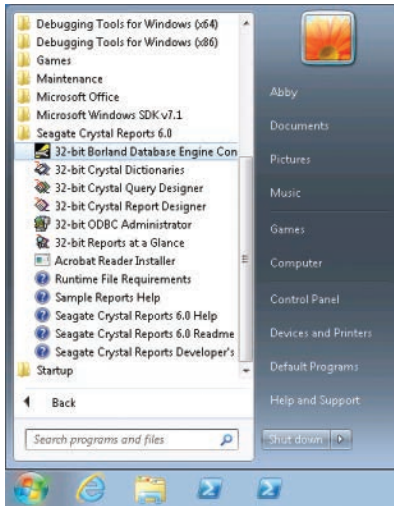 Debugging Tools for Windows (x64)
Debugging Tools for Windows (x86)
Games
Maintenance
Microsoft Office
Microsoft Windows SDK v7.1
Seagate Crystal Reports 6.0
32-bit Borland Database Engine Con
32-bit Crystal Dictionaries
32-bit Crystal Query Designer
32-bit Crystal Report Designer
32-bit ODBC Administrator
32-bit Reports at a Glance
Acrobat Reader Installer
Runtime File Requirements
Sample Reports Help
Seagate Crystal Reports 6.0 Help
Seagate Crystal Reports 6.0 Readme
Seagate Crystal Reports Developer's
Startup
Back
Search programs and files
Abby
Documents
Pictures
Music
Games
Computer
Control Panel
Devices and Printers
Default Programs
Help and Support
Shut down